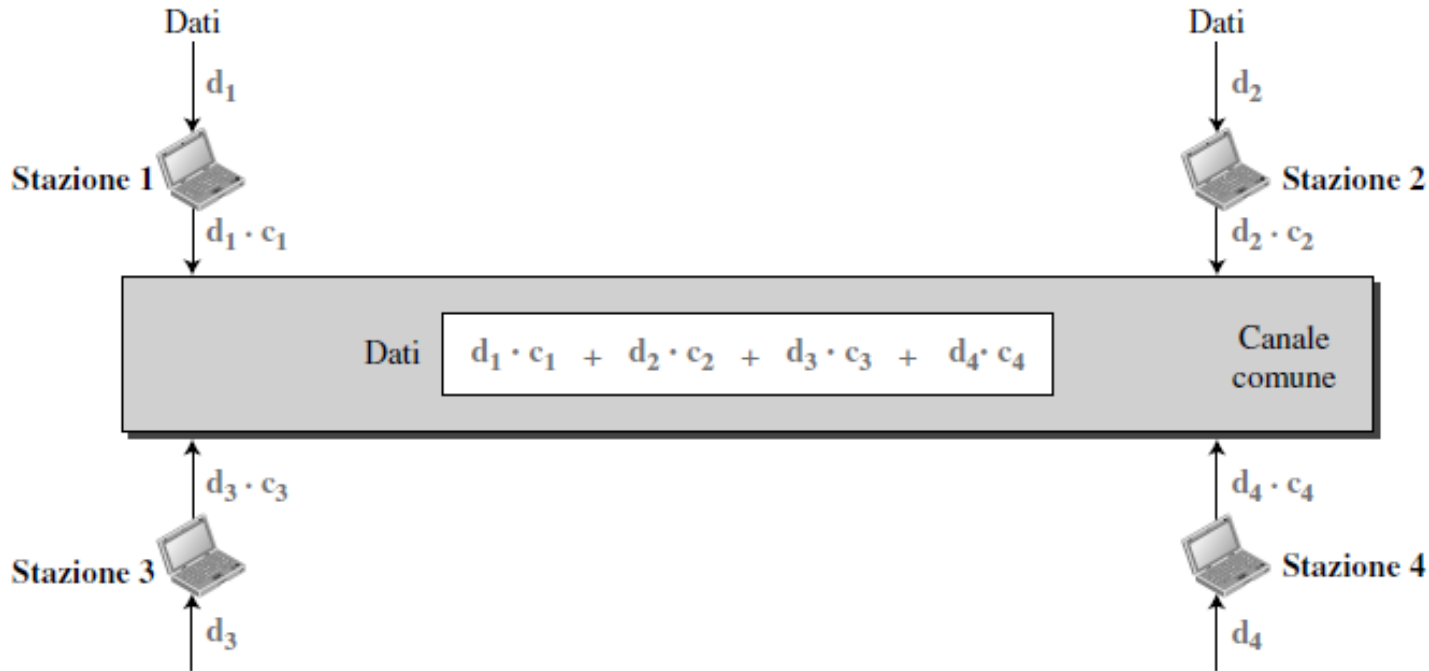 Dati Dati
d₁ d₂
Stazione 1 Stazione 2
d₁ · c₁ d₂ · c₂
Dati d₁ · c₁ + d₂ · c₂ + d₃ · c₃ + d₄· c₄ Canale comune
d₃ · c₃ d₄ · c₄
Stazione 3 Stazione 4
d₃ d₄